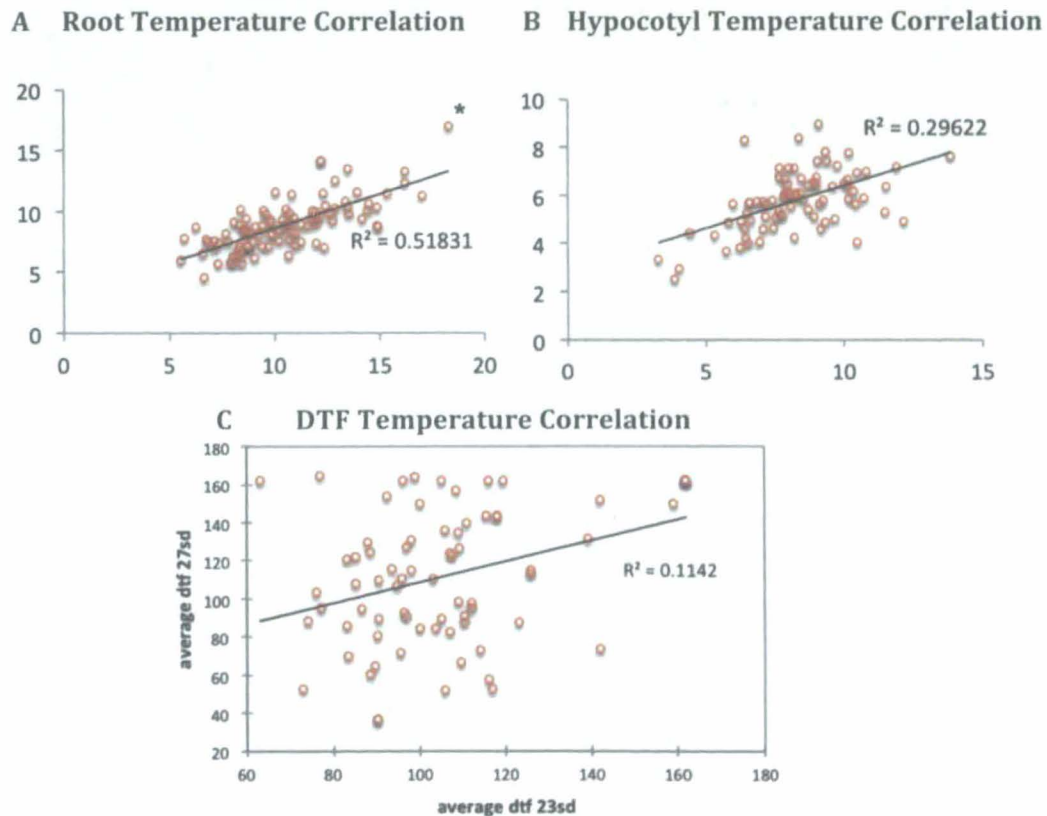 A Root Temperature Correlation
B Hypocotyl Temperature Correlation
20
15
10
5
0
0 5 10 15 20
*
R² = 0.51831
10
8
6
4
2
0
0 5 10 15
R² = 0.29622
C DTF Temperature Correlation
180
160
140
120
100
80
60
40
20
60 80 100 120 140 160 180
average dtf 27sd
average dtf 23sd
R² = 0.1142